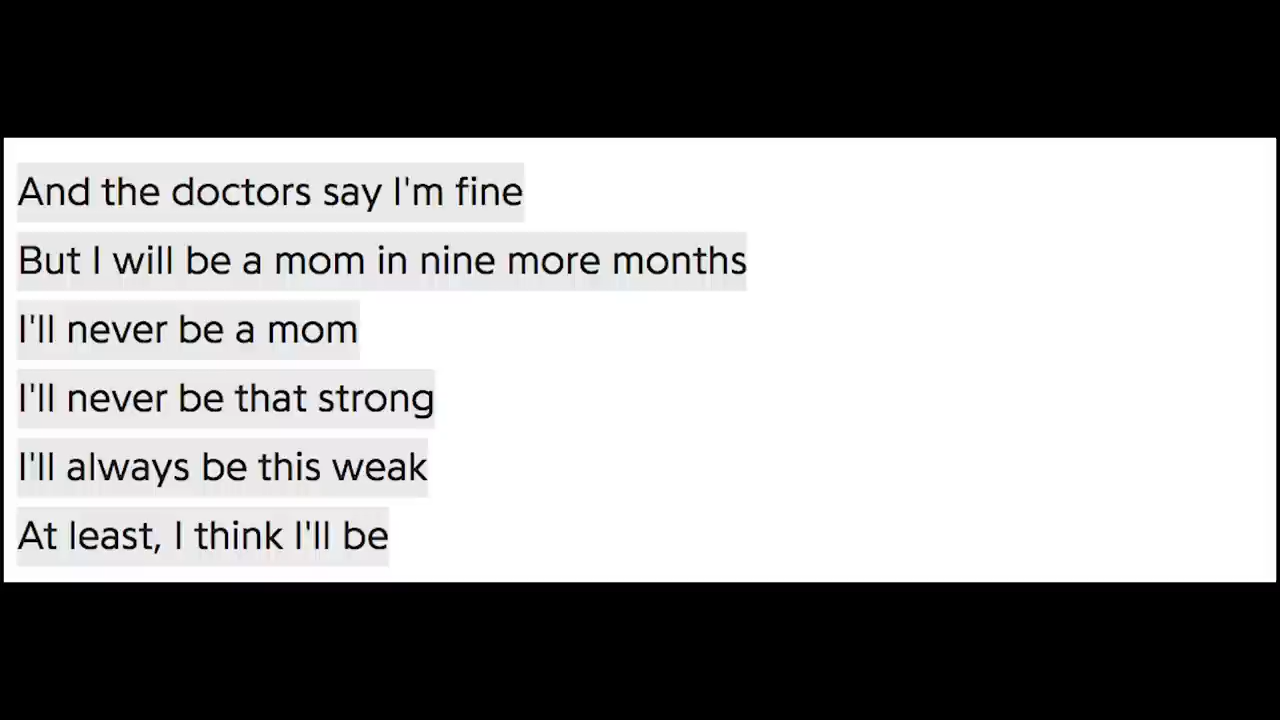 And the doctors say I'm fine
But I will be a mom in nine more months
I'll never be a mom
I'll never be that strong
I'll always be this weak
At least, I think I'll be